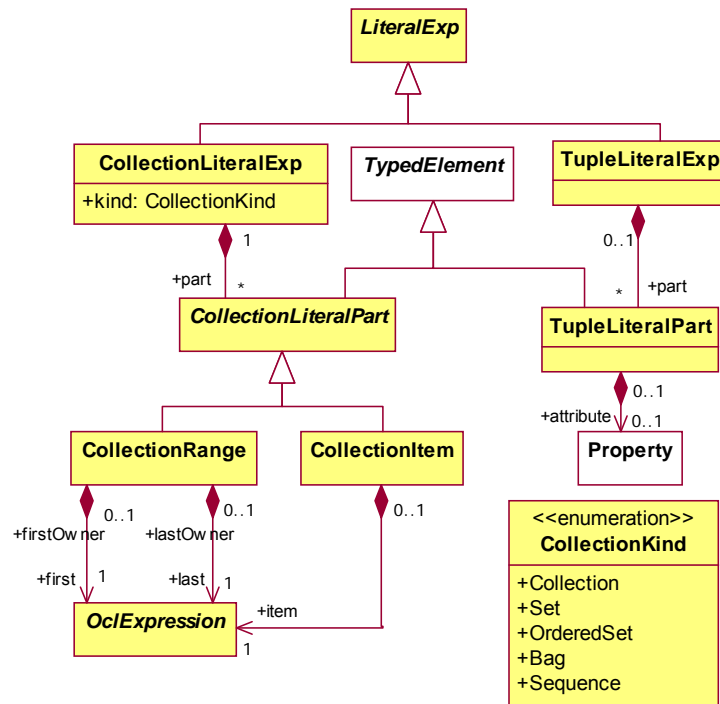 LiteralExp
CollectionLiteralExp
+kind: CollectionKind
TypedElement
TupleLiteralExp
1
+part
*
0..1
+part
*
CollectionLiteralPart
TupleLiteralPart
0..1
+attribute
0..1
Property
CollectionRange
CollectionItem
0..1
+firstOwner
0..1
+lastOwner
0..1
+first
1
+last
1
OclExpression
+item
1
<<enumeration>>
CollectionKind
+Collection
+Set
+OrderedSet
+Bag
+Sequence